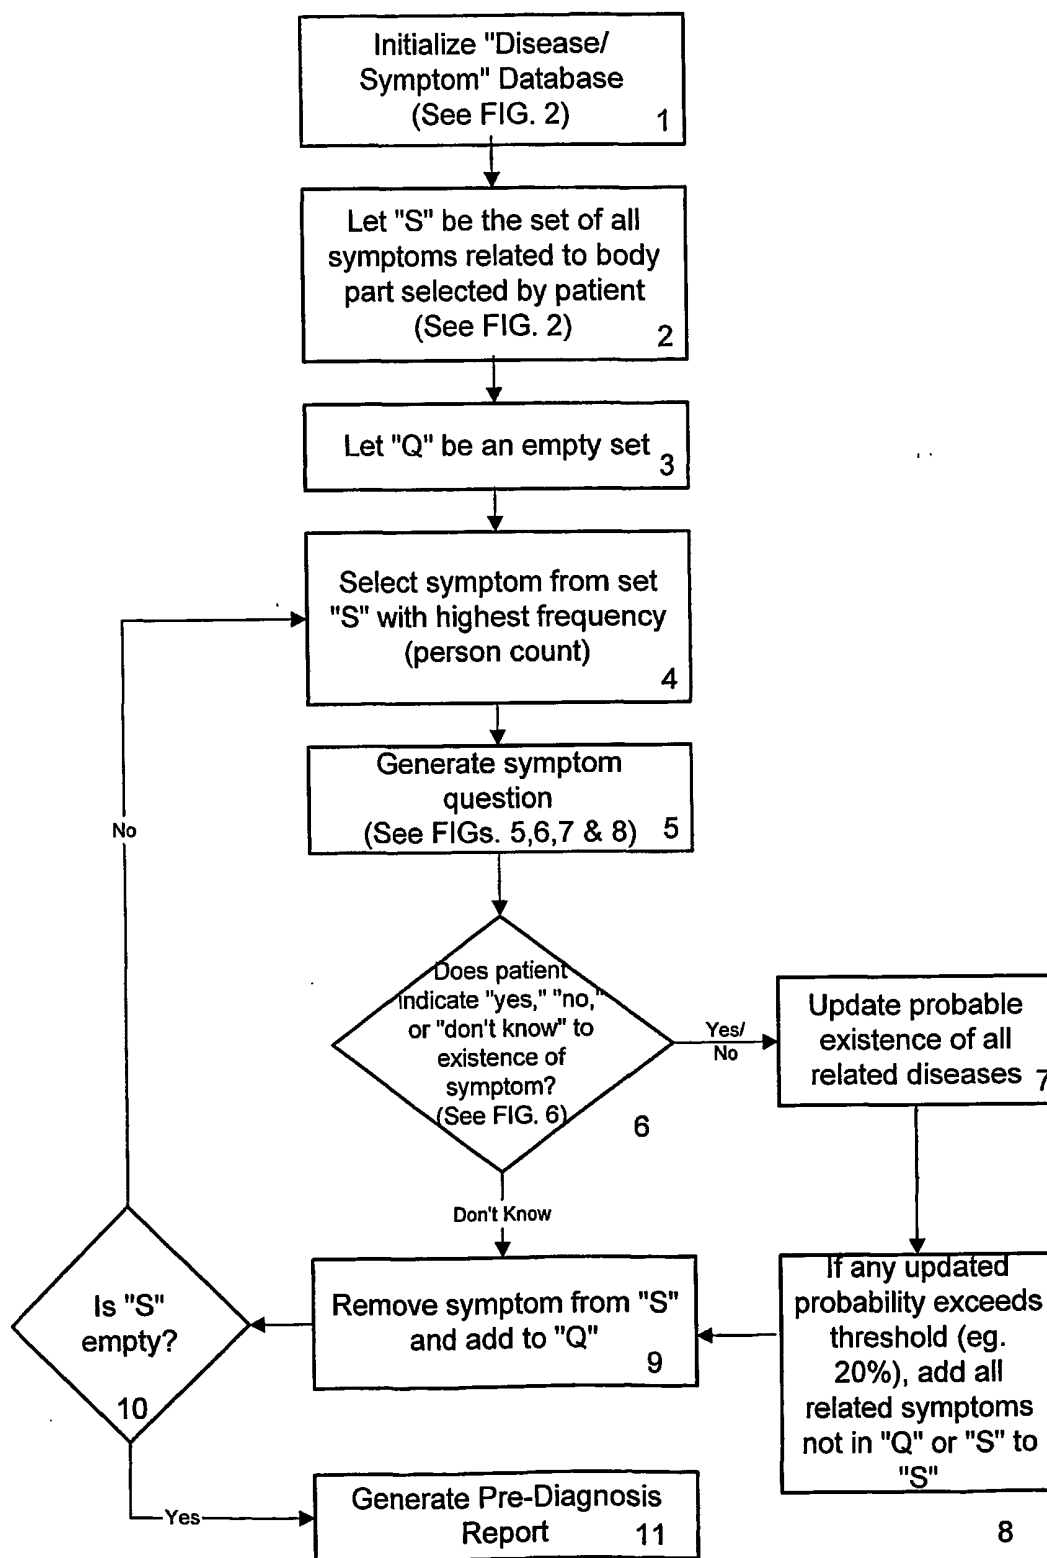 Initialize "Disease/
Symptom" Database
(See FIG. 2)
1
Let "S" be the set of all
symptoms related to body
part selected by patient
(See FIG. 2)
2
Let "Q" be an empty set
3
Select symptom from set
"S" with highest frequency
(person count)
4
Generate symptom
question
(See FIGs. 5,6,7 & 8)
5
Does patient
indicate "yes," "no,"
or "don't know" to
existence of
symptom?
(See FIG. 6)
6
Yes/
No
Update probable
existence of all
related diseases
7
If any updated
probability exceeds
threshold (eg.
20%), add all
related symptoms
not in "Q" or "S" to
"S"
8
Don't Know
Remove symptom from "S"
and add to "Q"
9
Is "S"
empty?
10
No
Yes
Generate Pre-Diagnosis
Report
11